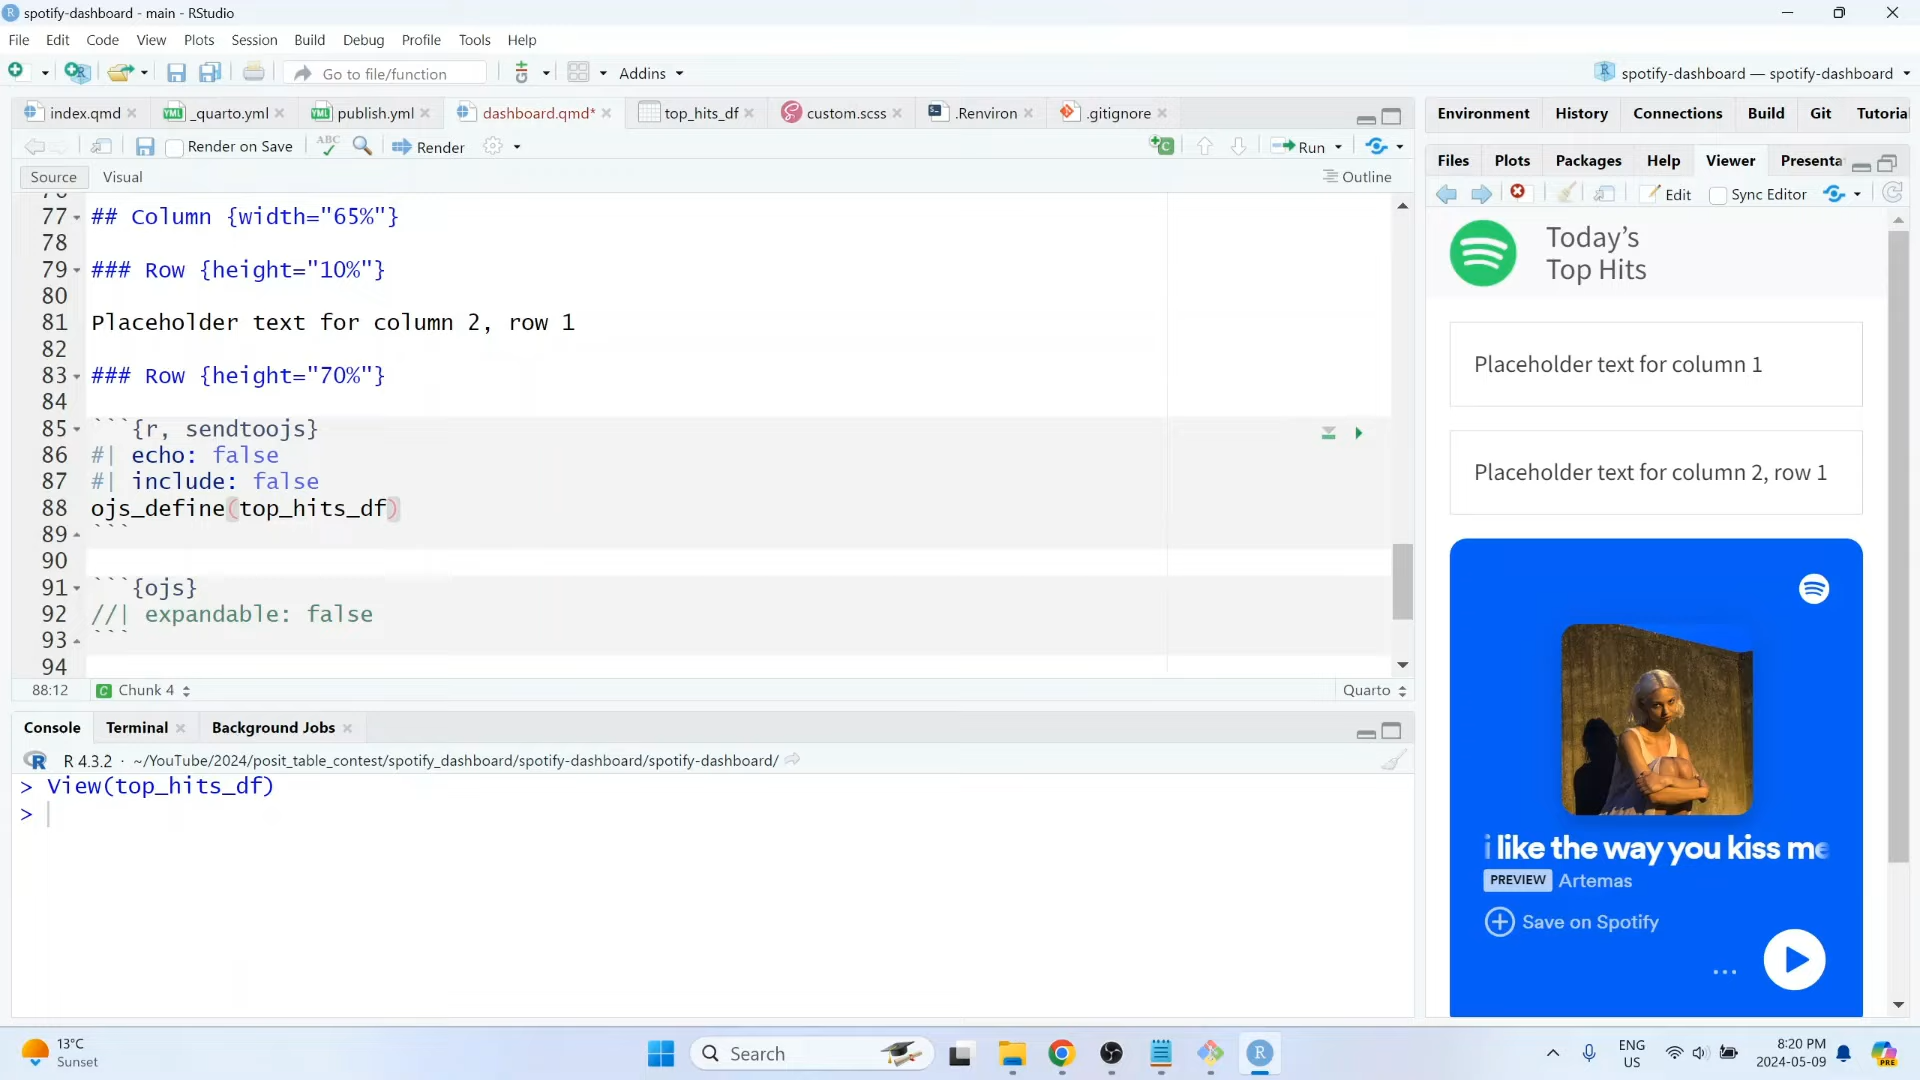 spotify-dashboard - main - RStudio
File Edit Code View Plots Session Build Debug Profile Tools Help
Go to file/function Addins spotify-dashboard — spotify-dashboard
index.qmd _quarto.yml publish.yml dashboard.qmd* top_hits_df custom.scss .Renviron .gitignore
Render on Save ABC Render Run
Source Visual Outline
77 ## Column {width="65%"}
78
79 ### Row {height="10%"}
80
81 Placeholder text for column 2, row 1
82
83 ### Row {height="70%"}
84
85 ```{r, sendtoojs}
86 #| echo: false
87 #| include: false
88 ojs_define(top_hits_df)
89 ```
90
91 ```{ojs}
92 //| expandable: false
93 ```
94
88:12 C Chunk 4 Quarto
Console Terminal Background Jobs
R 4.3.2 · ~/YouTube/2024/posit_table_contest/spotify_dashboard/spotify-dashboard/spotify-dashboard/
> View(top_hits_df)
>
Environment History Connections Build Git Tutorial
Files Plots Packages Help Viewer Presenta
Edit Sync Editor
Today’s
Top Hits
Placeholder text for column 1
Placeholder text for column 2, row 1
i like the way you kiss me
PREVIEW Artemas
Save on Spotify
13°C
Sunset
Search
ENG
US
8:20 PM
2024-05-09
PRE